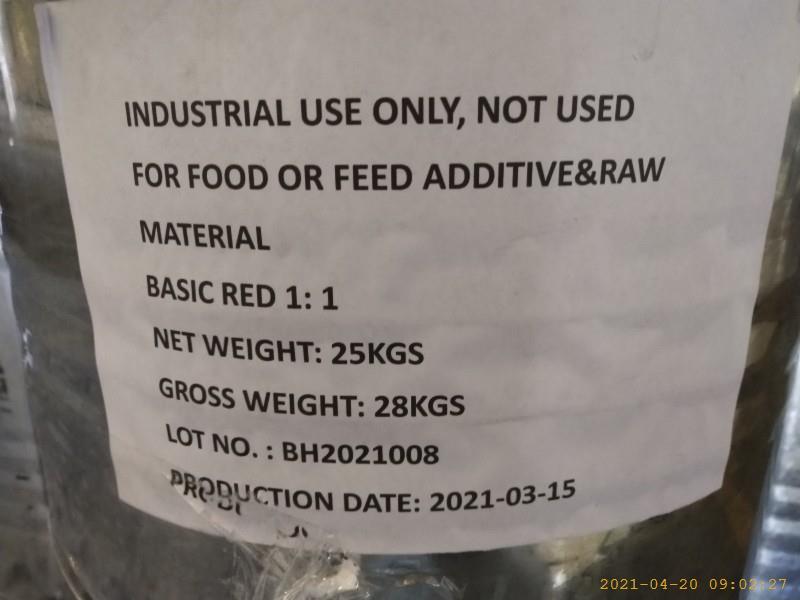 INDUSTRIAL USE ONLY, NOT USED
FOR FOOD OR FEED ADDITIVE&RAW
MATERIAL
BASIC RED 1: 1
NET WEIGHT: 25KGS
GROSS WEIGHT: 28KGS
LOT NO. : BH2021008
PRODUCTION DATE: 2021-03-15
2021-04-20 09:02:27